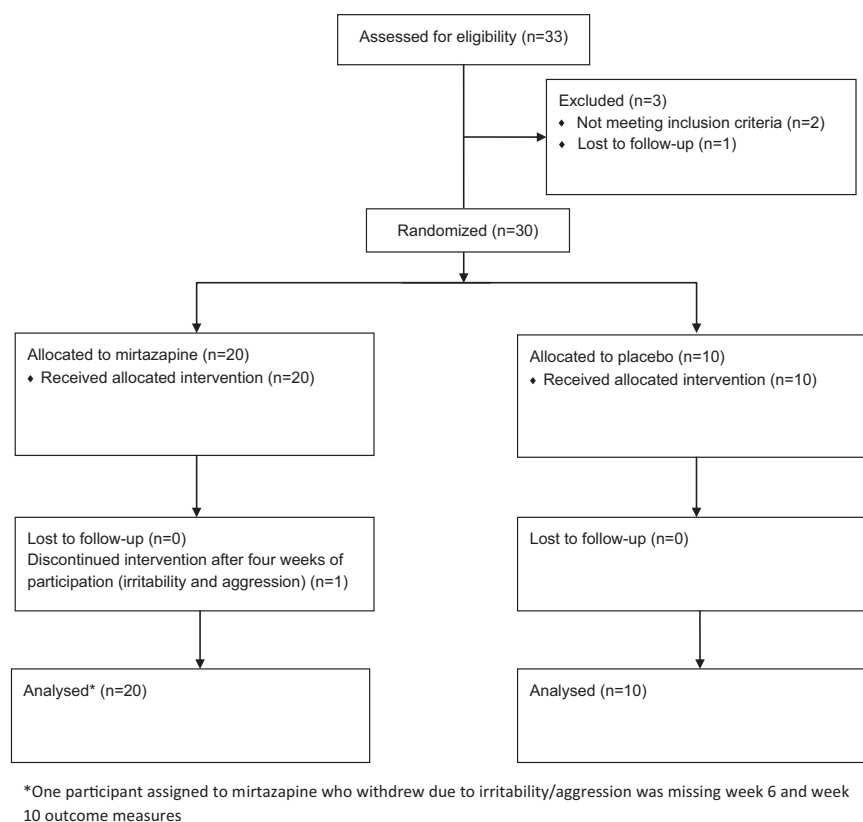 Assessed for eligibility (n=33)
Excluded (n=3)
♦ Not meeting inclusion criteria (n=2)
♦ Lost to follow-up (n=1)
Randomized (n=30)
Allocated to mirtazapine (n=20)
♦ Received allocated intervention (n=20)
Allocated to placebo (n=10)
♦ Received allocated intervention (n=10)
Lost to follow-up (n=0)
Discontinued intervention after four weeks of
participation (irritability and aggression) (n=1)
Lost to follow-up (n=0)
Analysed* (n=20)
Analysed (n=10)
*One participant assigned to mirtazapine who withdrew due to irritability/aggression was missing week 6 and week
10 outcome measures